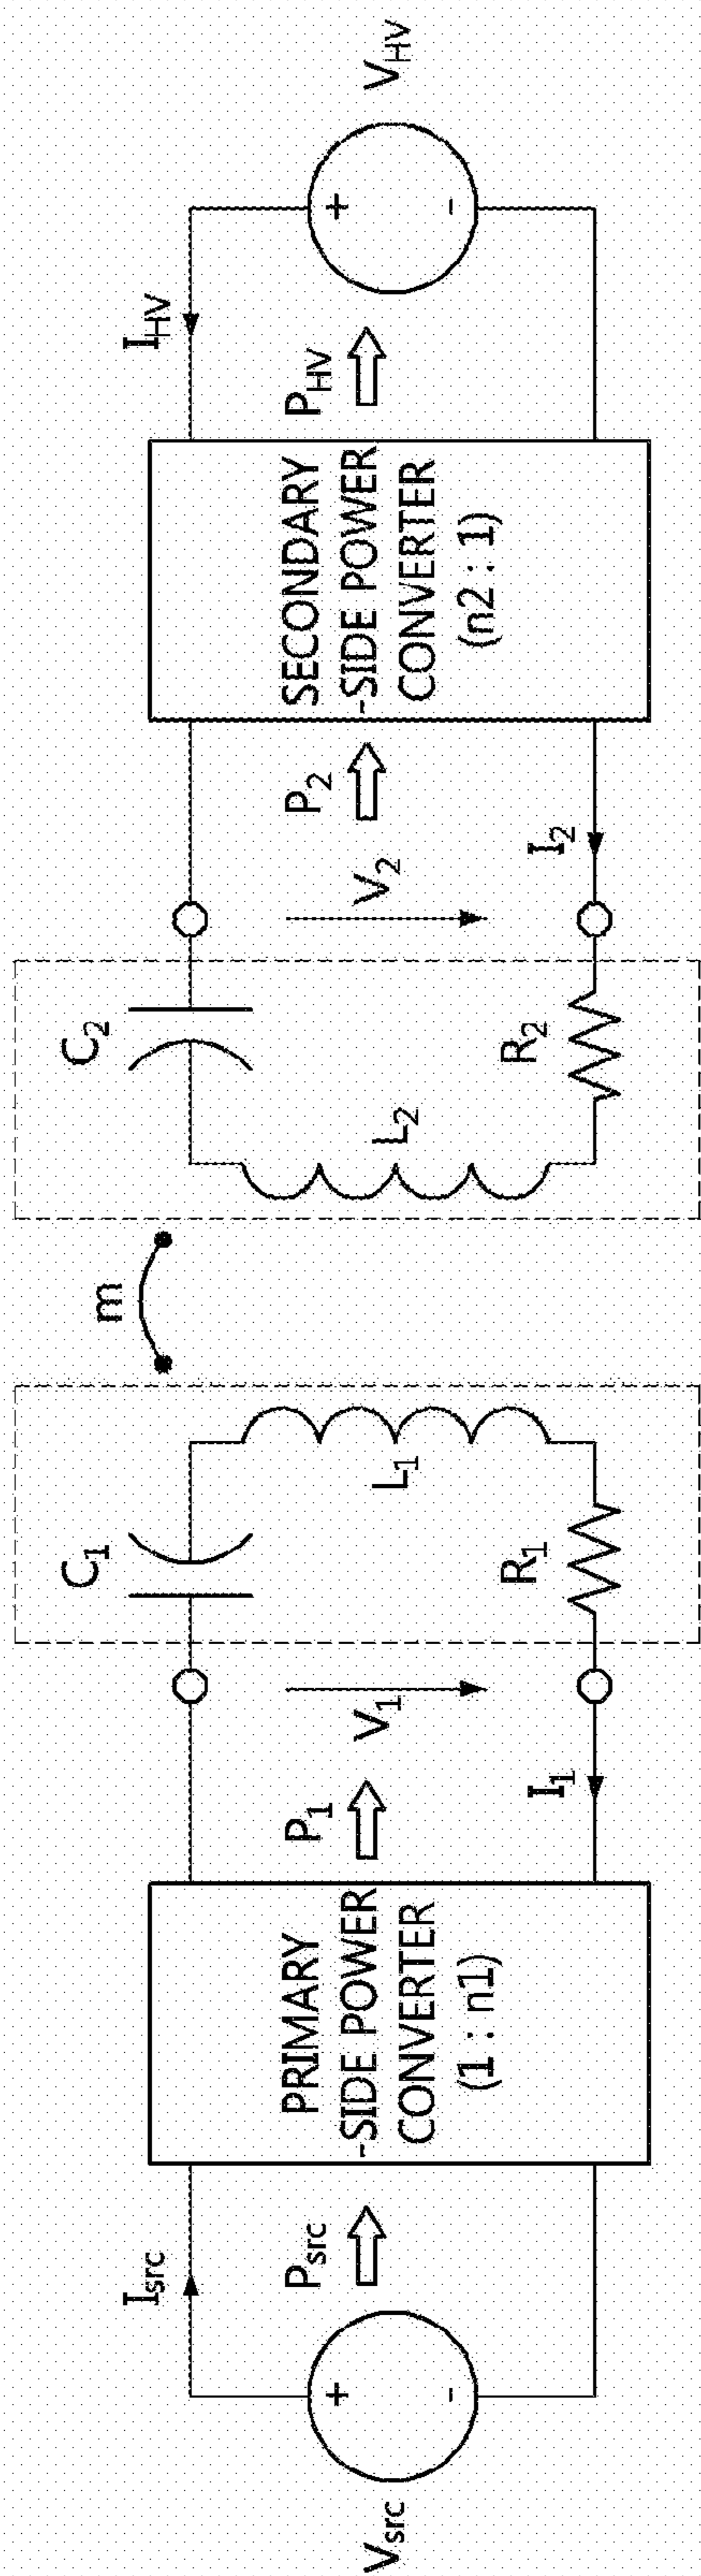 V_src
+
-
I_src
P_src
PRIMARY
-SIDE POWER
CONVERTER
(1 : n1)
P_1
I_1
V_1
C_1
R_1
L_1
m
L_2
C_2
R_2
V_2
P_2
I_2
SECONDARY
-SIDE POWER
CONVERTER
(n2 : 1)
P_HV
I_HV
+
-
V_HV